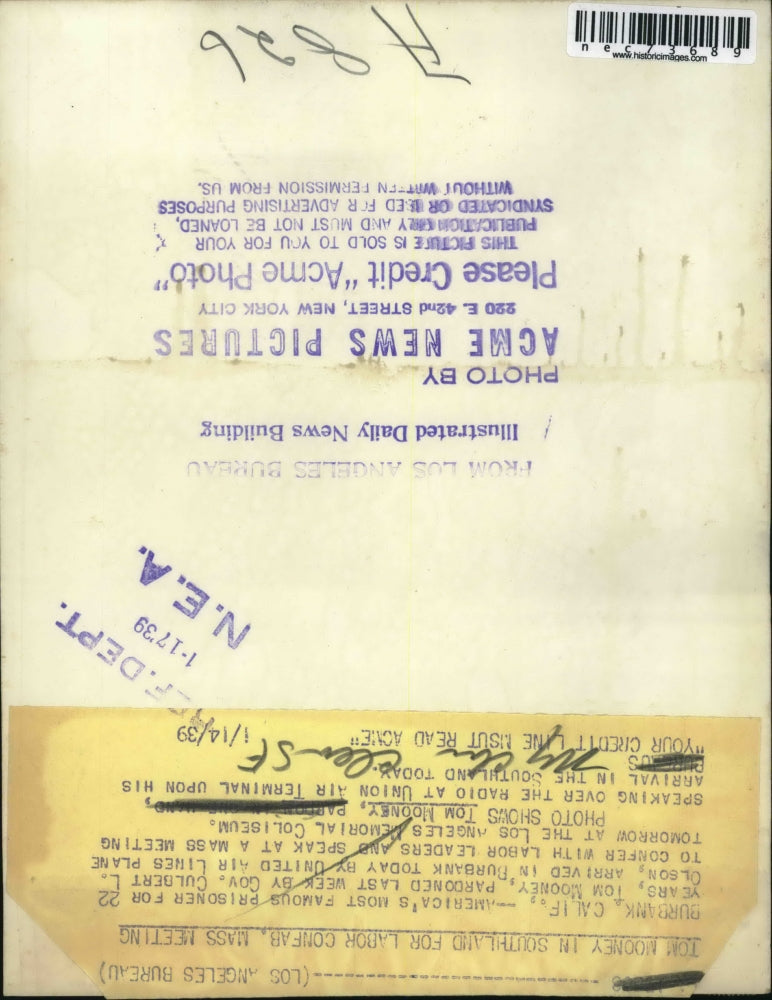 nec73689
www.historicimages.com
(LOS ANGELES BUREAU)
TOM MOONEY IN SOUTHLAND FOR LABOR CONFAB, MASS MEETING
BURBANK, CALIF., --AMERICA'S MOST FAMOUS PRISONER FOR 22
YEARS, TOM MOONEY, PARDONED LAST WEEK BY GOV. CULBERT L.
OLSON, ARRIVED IN BURBANK TODAY BY UNITED AIR LINES PLANE
TO CONFER WITH LABOR LEADERS AND SPEAK AT A MASS MEETING
TOMORROW AT THE LOS ANGELES MEMORIAL COLISEUM.
PHOTO SHOWS TOM MOONEY,
SPEAKING OVER THE RADIO AT UNION AIR TERMINAL UPON HIS
ARRIVAL IN THE SOUTHLAND TODAY.
BUREAUS
"YOUR CREDIT LINE MSUT READ ACME" 1/14/39
REF. DEPT.
1-17'39
N.E.A.
FROM LOS ANGELES BUREAU
Illustrated Daily News Building
PHOTO BY
ACME NEWS PICTURES
220 E. 42nd STREET, NEW YORK CITY
Please Credit "Acme Photo"
THIS PICTURE IS SOLD TO YOU FOR YOUR
PUBLICATION ONLY AND MUST NOT BE LOANED,
SYNDICATED OR USED FOR ADVERTISING PURPOSES
WITHOUT WRITTEN PERMISSION FROM US.